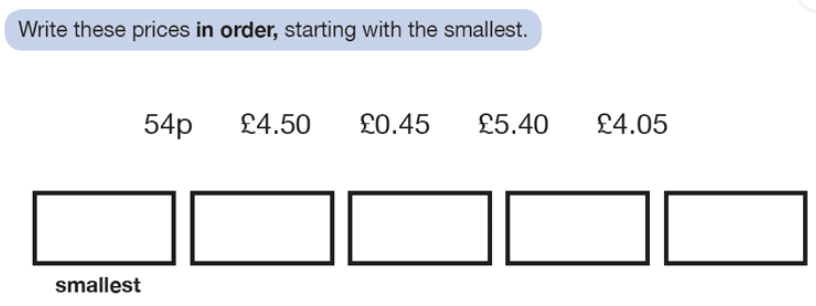 Write these prices in order, starting with the smallest.
54p £4.50 £0.45 £5.40 £4.05
smallest